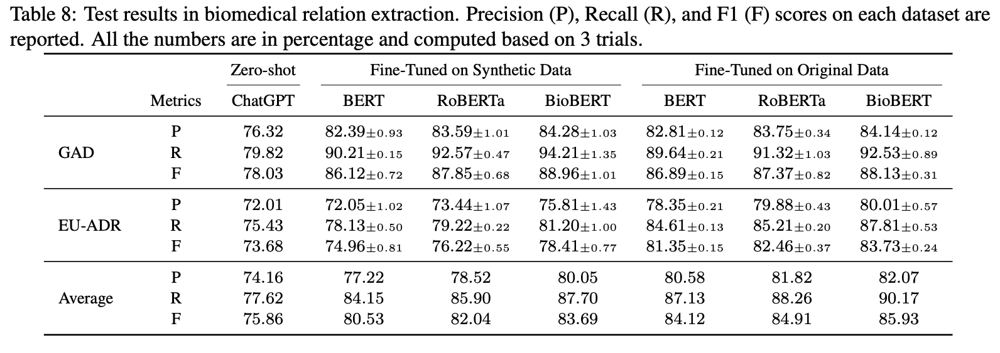 Table 8: Test results in biomedical relation extraction. Precision (P), Recall (R), and F1 (F) scores on each dataset are
reported. All the numbers are in percentage and computed based on 3 trials.
Zero-shot Fine-Tuned on Synthetic Data Fine-Tuned on Original Data
Metrics ChatGPT BERT RoBERTa BioBERT BERT RoBERTa BioBERT
P 76.32 82.39±0.93 83.59±1.01 84.28±1.03 82.81±0.12 83.75±0.34 84.14±0.12
GAD R 79.82 90.21±0.15 92.57±0.47 94.21±1.35 89.64±0.21 91.32±1.03 92.53±0.89
F 78.03 86.12±0.72 87.85±0.68 88.96±1.01 86.89±0.15 87.37±0.82 88.13±0.31
P 72.01 72.05±1.02 73.44±1.07 75.81±1.43 78.35±0.21 79.88±0.43 80.01±0.57
EU-ADR R 75.43 78.13±0.50 79.22±0.22 81.20±1.00 84.61±0.13 85.21±0.20 87.81±0.53
F 73.68 74.96±0.81 76.22±0.55 78.41±0.77 81.35±0.15 82.46±0.37 83.73±0.24
P 74.16 77.22 78.52 80.05 80.58 81.82 82.07
Average R 77.62 84.15 85.90 87.70 87.13 88.26 90.17
F 75.86 80.53 82.04 83.69 84.12 84.91 85.93